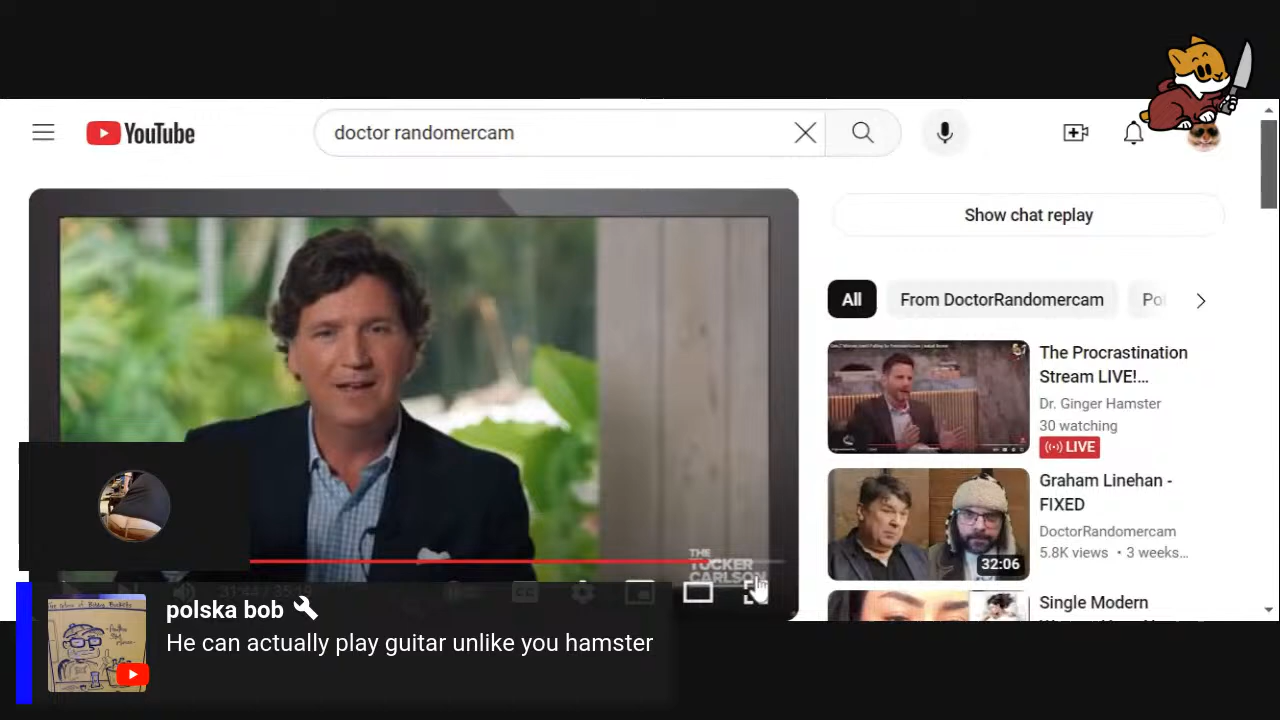 YouTube
doctor randomercam
Show chat replay
All
From DoctorRandomercam
Pol
The Procrastination
Stream LIVE!...
Dr. Ginger Hamster
30 watching
LIVE
Graham Linehan -
FIXED
DoctorRandomercam
5.8K views • 3 weeks...
32:06
Single Modern
THE
TUCKER
CARLSON
CC
polska bob
He can actually play guitar unlike you hamster